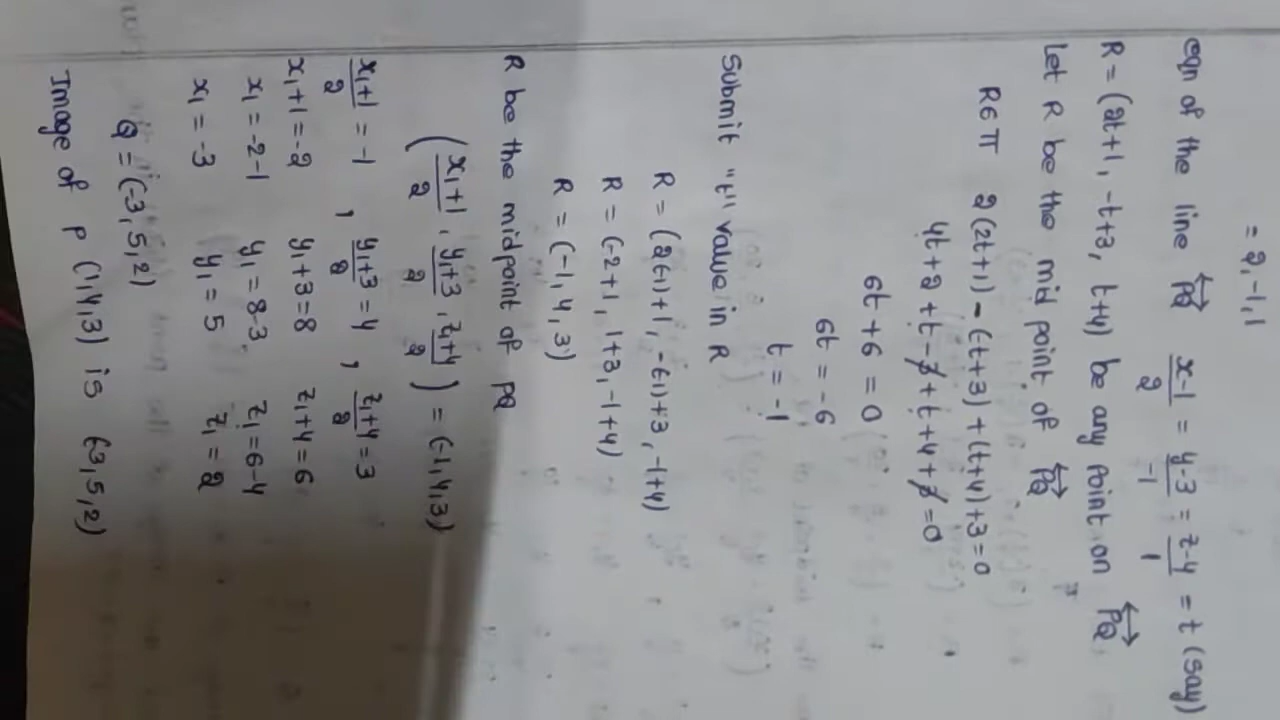 = 2, -1, 1
eqn of the line PQ x-1/2 = y-3/-1 = z-4/1 = t (say)
R = (2t+1, -t+3, t+4) be any point on PQ.
Let R be the mid point of PQ
R∈π 2(2t+1) - (-t+3) + (t+4) + 3 = 0
4t+2+t-3+t+4+3=0
6t+6 = 0
6t = -6
t = -1
Submit "t" value in R
R = (2(-1)+1, -(-1)+3, -1+4)
R = (-2+1, 1+3, -1+4)
R = (-1, 4, 3)
R be the midpoint of PQ
(x1+1/2, y1+3/2, z1+4/2) = (-1,4,3)
x1+1/2 = -1, y1+3/2 = 4, z1+4/2 = 3
x1+1=-2 y1+3=8 z1+4=6
x1 = -2-1 y1 = 8-3 z1 = 6-4
x1 = -3 y1 = 5 z1 = 2
Q = (-3, 5, 2)
Image of P (1,4,3) is (-3,5,2)